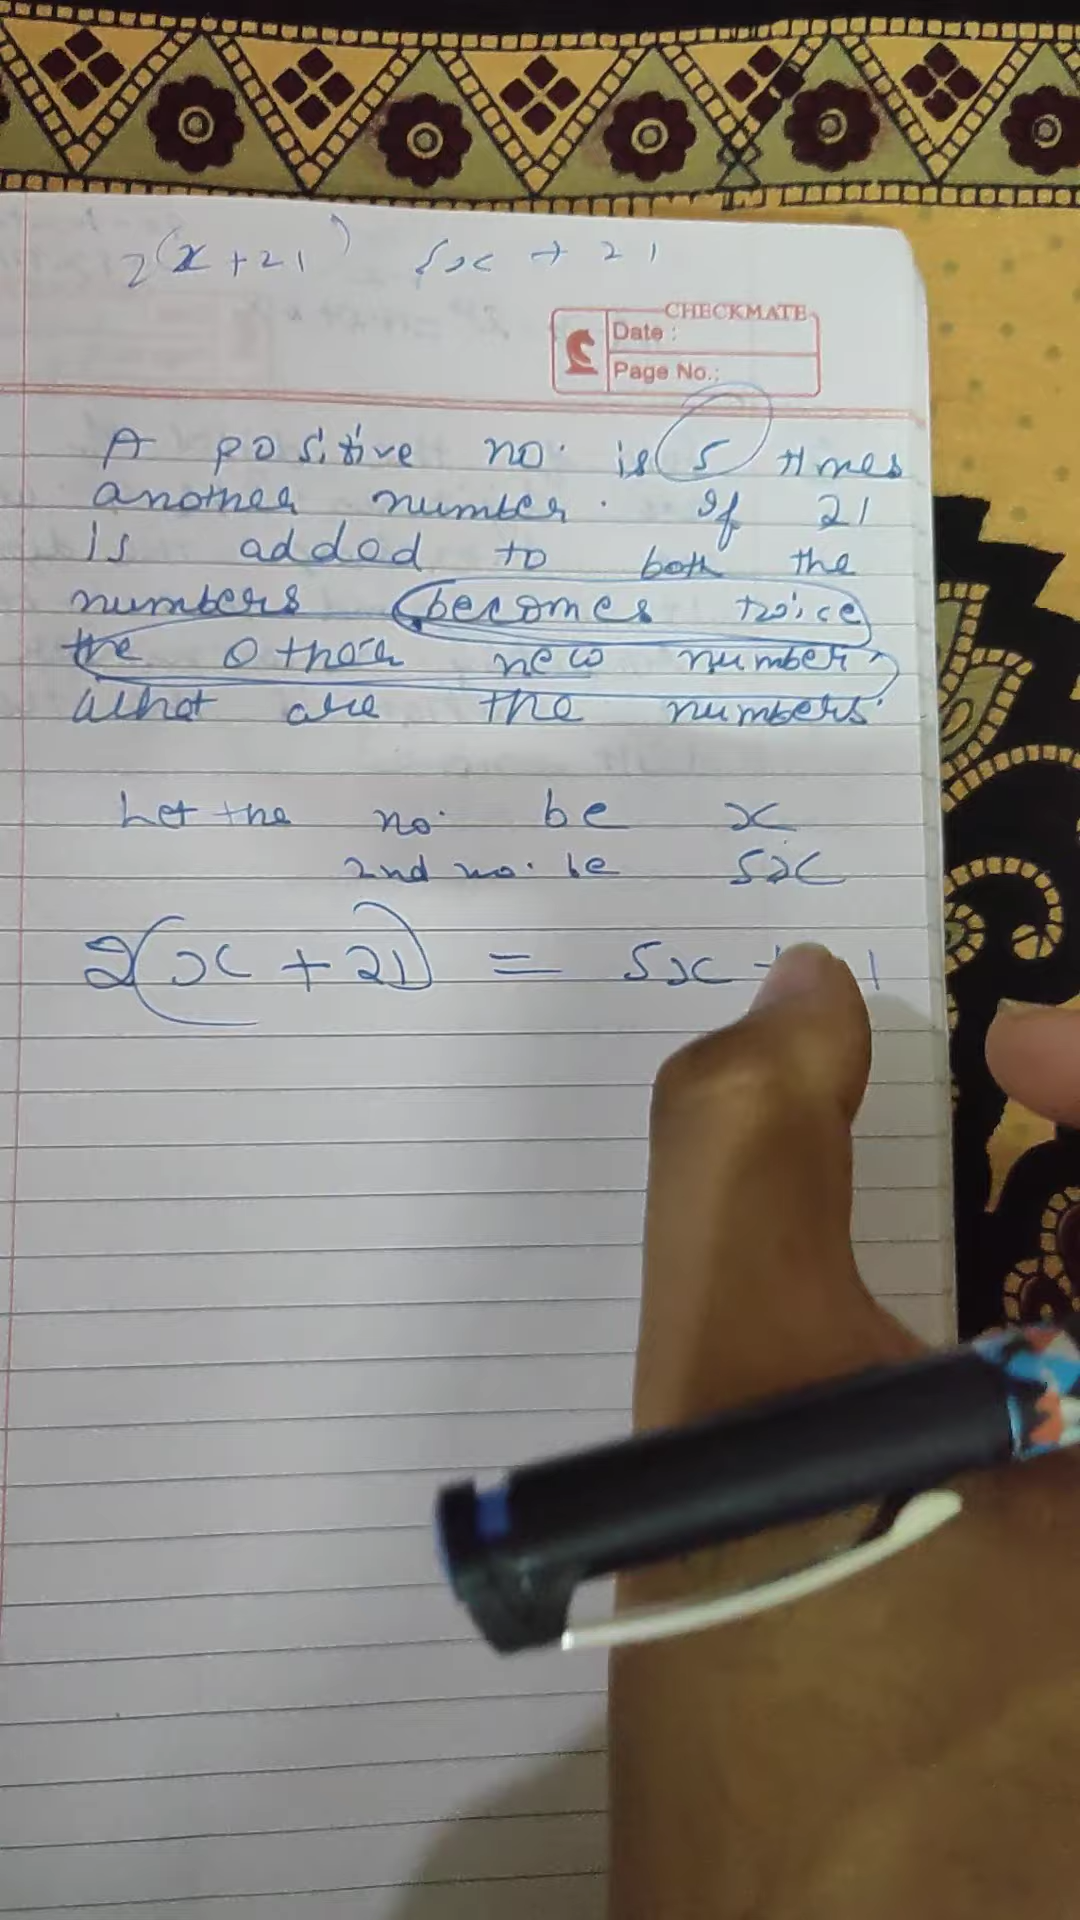 2(x+21) 5x + 21
CHECKMATE
Date :
Page No.:
A positive no. is 5 times
another number. If 21
is added to both the
numbers becomes twice
the other new number,
what are the numbers.
Let the no. be x
2nd no. be 5x
2(x + 21) = 5x + 1